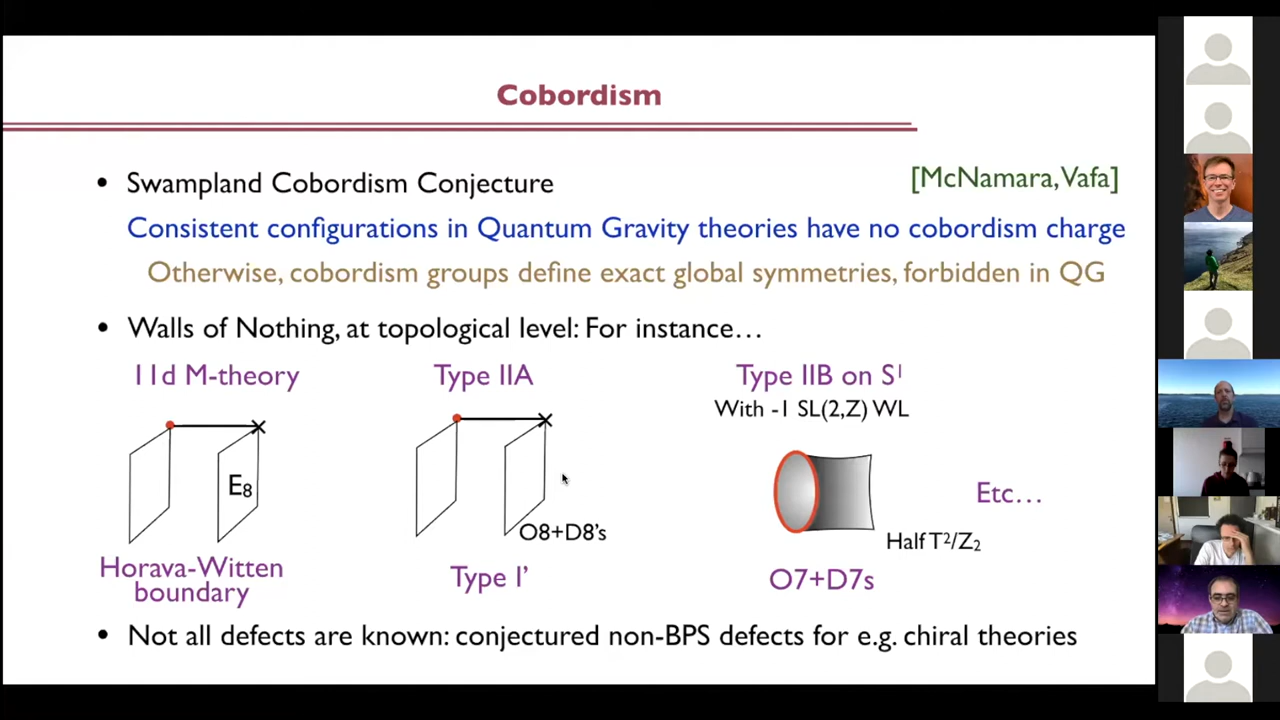 Cobordism
• Swampland Cobordism Conjecture
[McNamara, Vafa]
Consistent configurations in Quantum Gravity theories have no cobordism charge
Otherwise, cobordism groups define exact global symmetries, forbidden in QG
• Walls of Nothing, at topological level: For instance…
11d M-theory
Type IIA
Type IIB on S¹
With -1 SL(2,Z) WL
E₈
O8+D8's
Half T²/Z₂
Etc…
Horava-Witten
boundary
Type I'
O7+D7s
• Not all defects are known: conjectured non-BPS defects for e.g. chiral theories